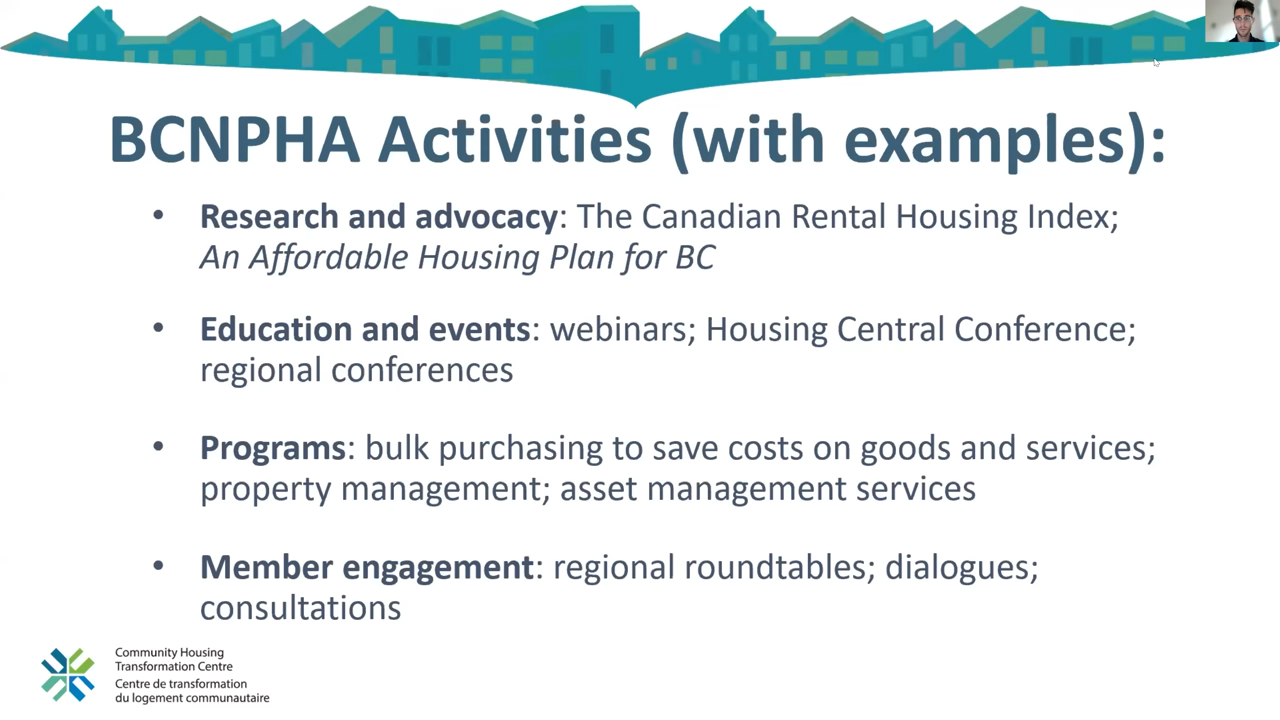 BCNPHA Activities (with examples):
• Research and advocacy: The Canadian Rental Housing Index;
An Affordable Housing Plan for BC
• Education and events: webinars; Housing Central Conference;
regional conferences
• Programs: bulk purchasing to save costs on goods and services;
property management; asset management services
• Member engagement: regional roundtables; dialogues;
consultations
Community Housing
Transformation Centre
Centre de transformation
du logement communautaire